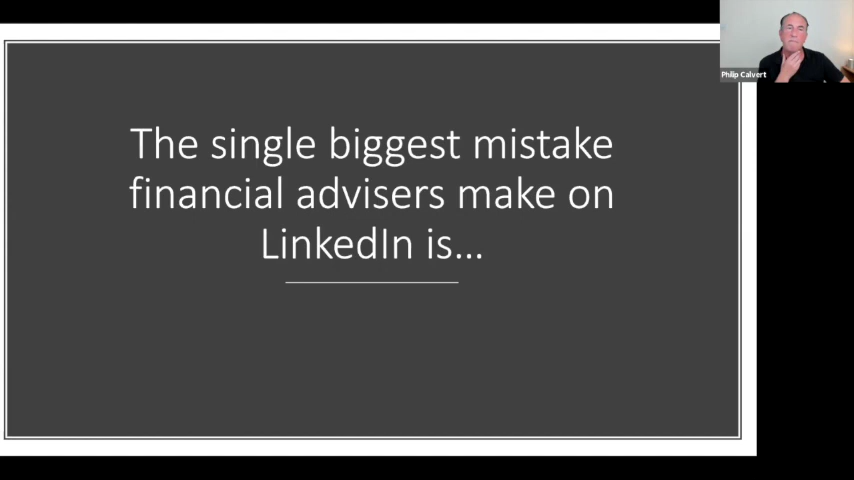 The single biggest mistake
financial advisers make on
LinkedIn is...
Philip Calvert